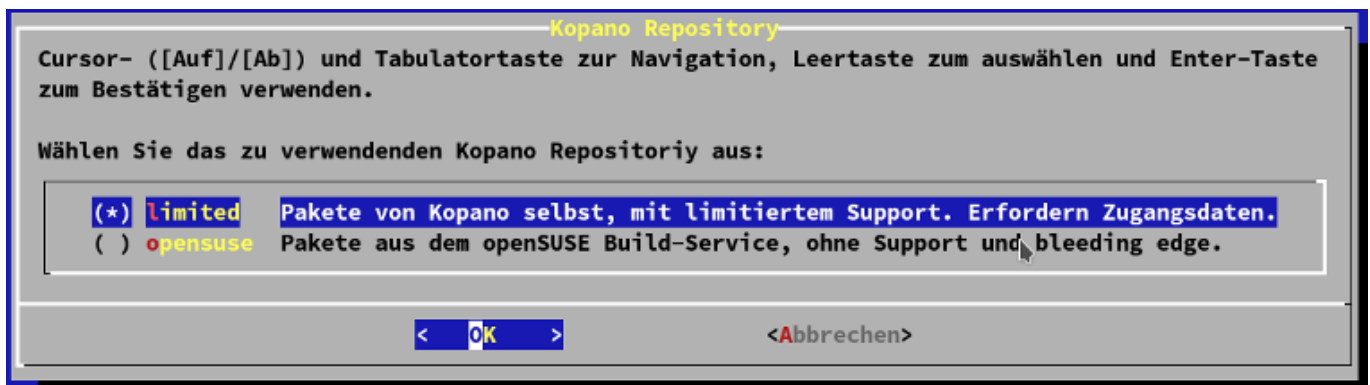 Kopano Repository
Cursor- ([Auf]/[Ab]) und Tabulatortaste zur Navigation, Leertaste zum auswählen und Enter-Taste
zum Bestätigen verwenden.
Wählen Sie das zu verwendenden Kopano Repositoriy aus:
(*) limited Pakete von Kopano selbst, mit limitiertem Support. Erfordern Zugangsdaten.
( ) opensuse Pakete aus dem openSUSE Build-Service, ohne Support und bleeding edge.
< OK > <Abbrechen>